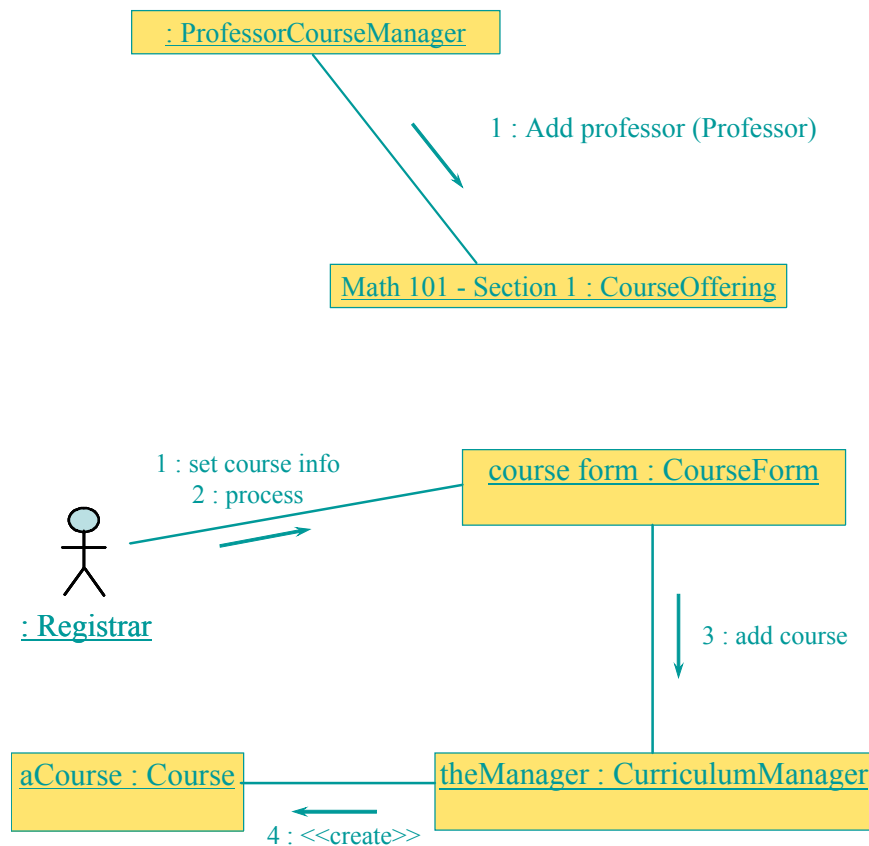 : ProfessorCourseManager
1 : Add professor (Professor)
Math 101 - Section 1 : CourseOffering
1 : set course info
2 : process
course form : CourseForm
: Registrar
3 : add course
aCourse : Course
theManager : CurriculumManager
4 : <<create>>